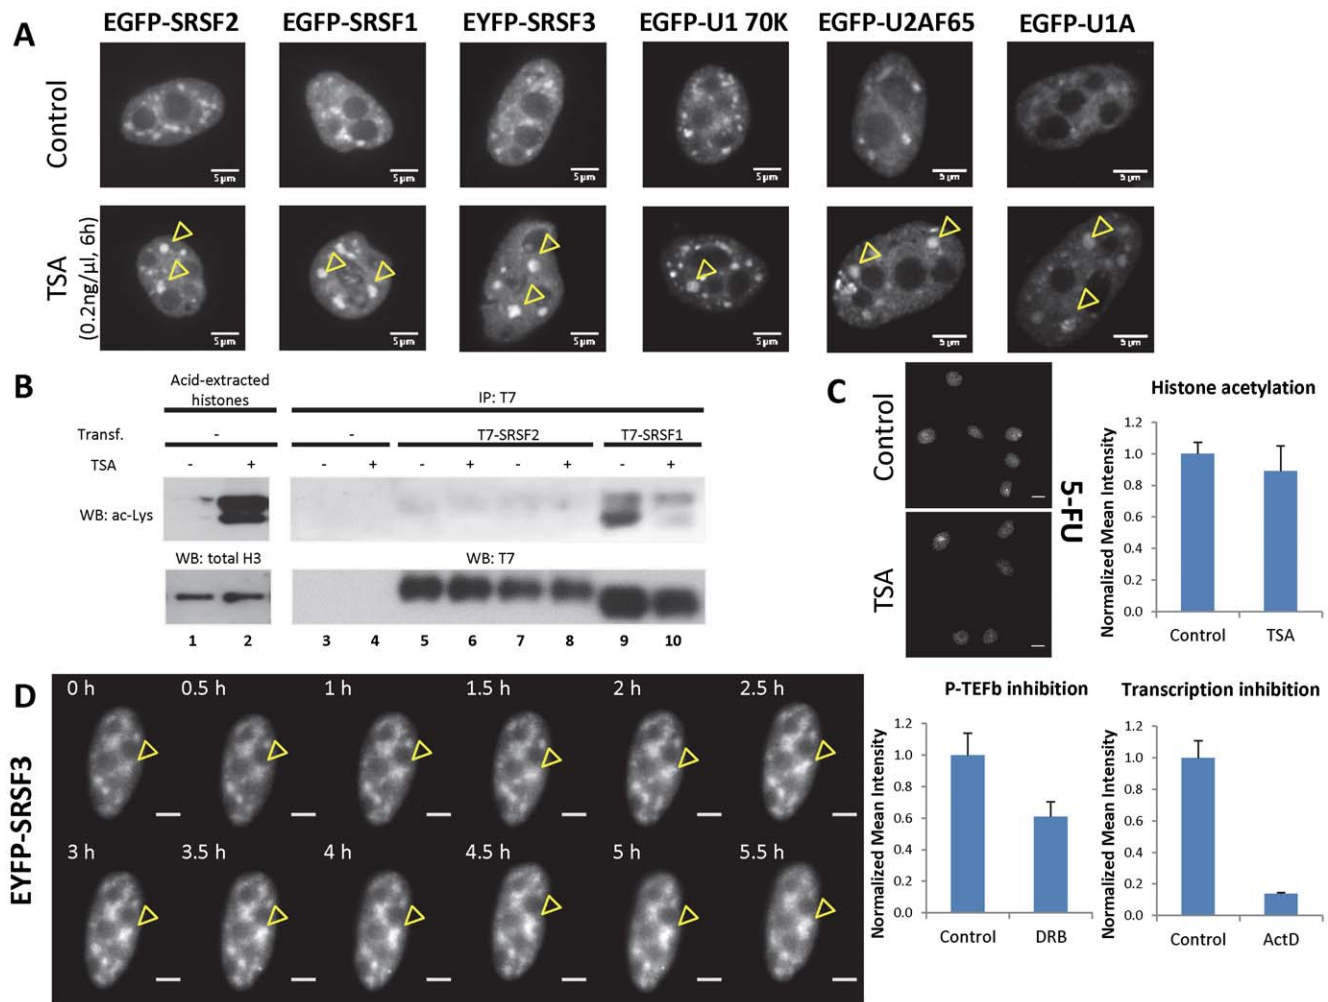 A
EGFP-SRSF2 EGFP-SRSF1 EYFP-SRSF3 EGFP-U1 70K EGFP-U2AF65 EGFP-U1A
Control
5µm 5µm 5µm 5µm 5µm 5µm
TSA
(0.2ng/µl, 6h)
5µm 5µm 5µm 5µm 5µm 5µm
B
Acid-extracted
histones
IP: T7
Transf. - - T7-SRSF2 T7-SRSF1
TSA - + - + - + - + - +
WB: ac-Lys
WB: total H3 WB: T7
1 2 3 4 5 6 7 8 9 10
C
Control
TSA
5-FU
Histone acetylation
Normalized Mean Intensity
1.2
1.0
0.8
0.6
0.4
0.2
0.0
Control TSA
D
EYFP-SRSF3
0 h 0.5 h 1 h 1.5 h 2 h 2.5 h
3 h 3.5 h 4 h 4.5 h 5 h 5.5 h
P-TEFb inhibition
Normalized Mean Intensity
1.2
1.0
0.8
0.6
0.4
0.2
0.0
Control DRB
Transcription inhibition
Normalized Mean Intensity
1.2
1.0
0.8
0.6
0.4
0.2
0.0
Control ActD